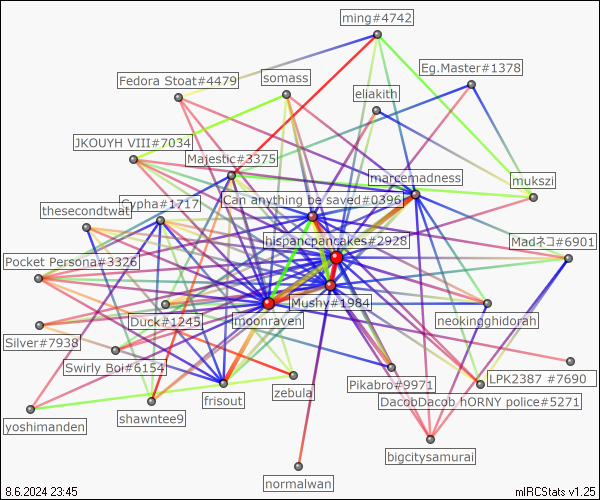 ming#4742
Eg.Master#1378
Fedora Stoat#4479
somass
eliakith
JKOUYH VIII#7034
Majestic#3375
marcemadness
mukszi
thesecondtwat
Cypha#1717
Can anything be saved#0396
hispancpancakes#2928
Madネコ#6901
Pocket Persona#3326
Mushy#1984
Duck#1245
moonraven
neokingghidorah
Silver#7938
Swirly Boi#6154
Pikabro#9971
LPK2387 #7690
zebula
frisout
DacobDacob hORNY police#5271
shawntee9
yoshimanden
bigcitysamurai
normalwan
8.6.2024 23:45
mIRCStats v1.25